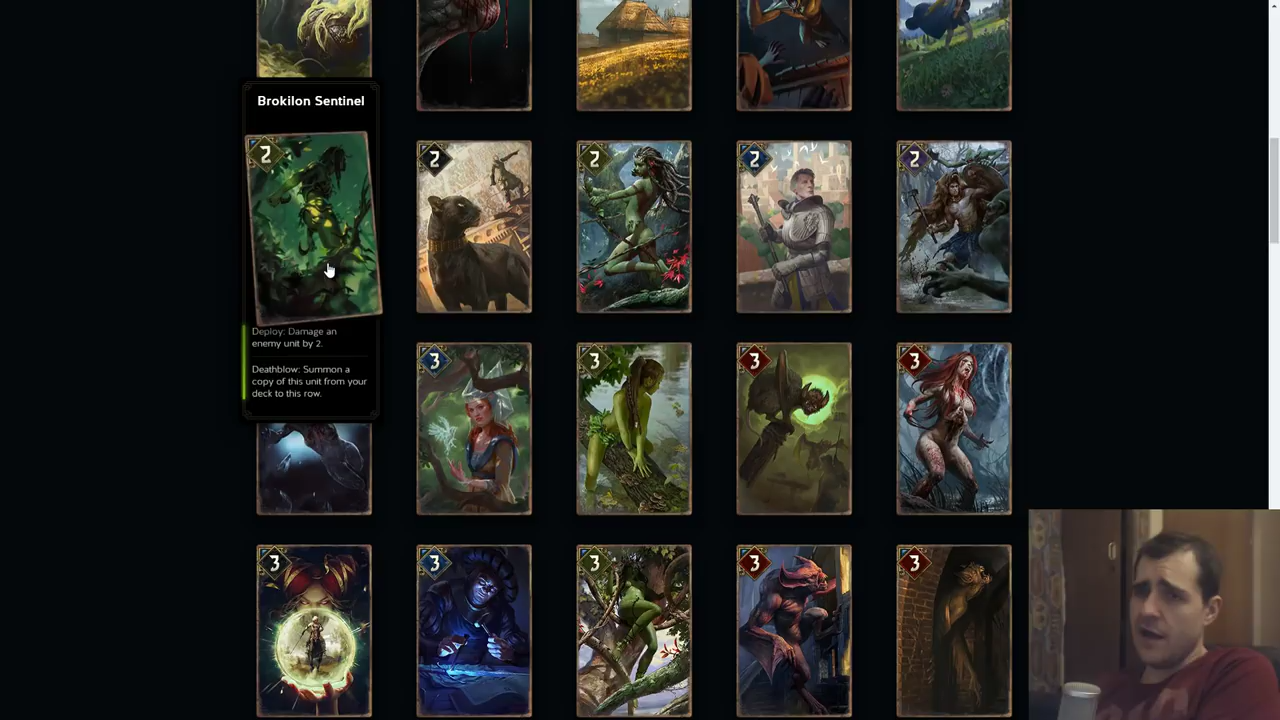 Brokilon Sentinel
2
2
2
2
2
Deploy: Damage an
enemy unit by 2.
Deathblow: Summon a
copy of this unit from your
deck to this row.
3
3
3
3
3
3
3
3
3